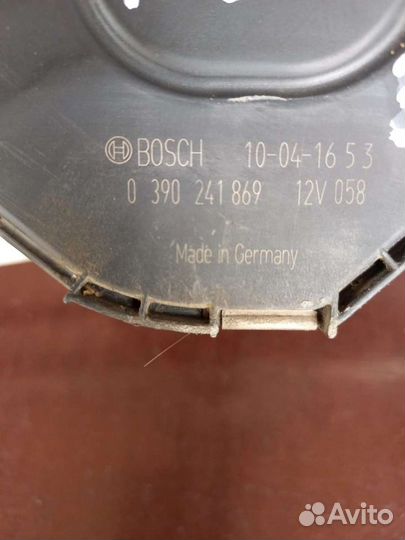 BOSCH 10-04-16 5 3
0 390 241 869 12V 058
Made in Germany
Avito